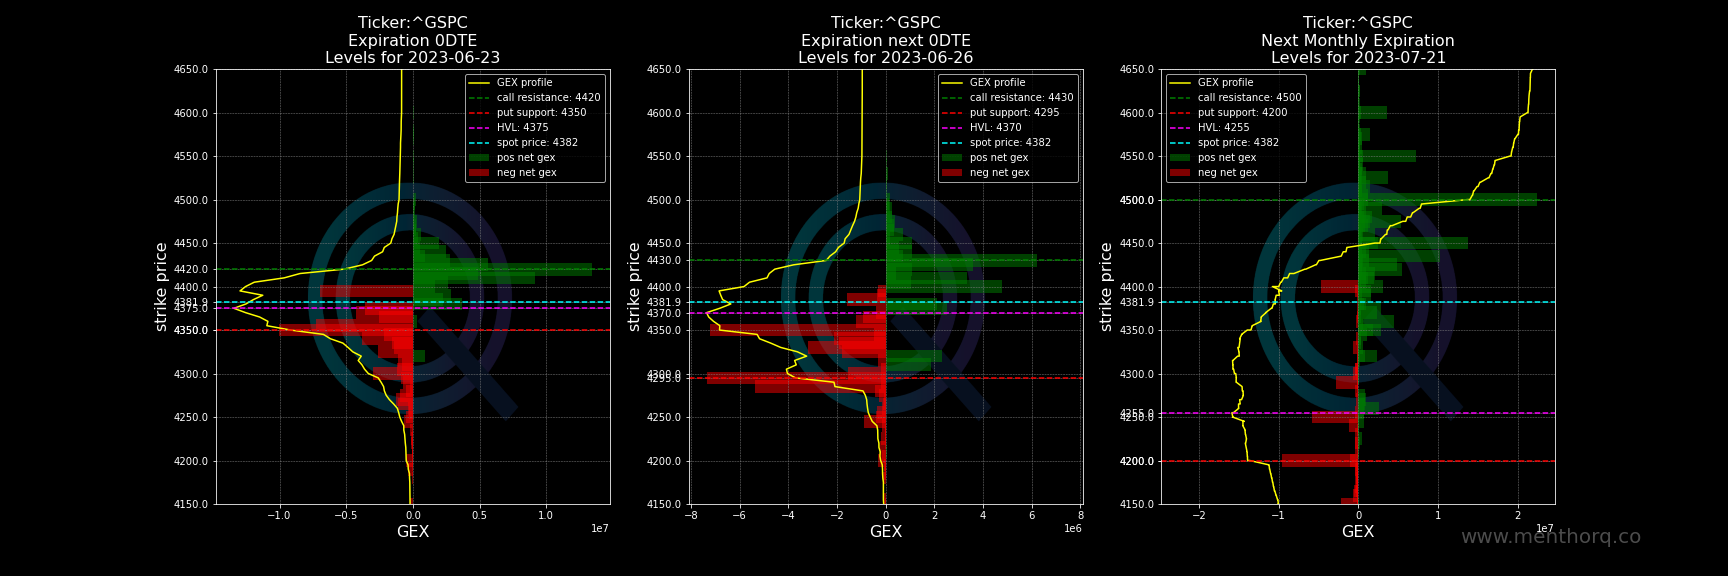 Ticker:^GSPC
Expiration 0DTE
Levels for 2023-06-23
4650.0
4600.0
4550.0
4500.0
4450.0
4420.0
4400.0
4381.9
4375.0
4350.0
4300.0
4250.0
4200.0
4150.0
strike price
GEX profile
call resistance: 4420
put support: 4350
HVL: 4375
spot price: 4382
pos net gex
neg net gex
−1.0 −0.5 0.0 0.5 1.0
1e7
GEX
Ticker:^GSPC
Expiration next 0DTE
Levels for 2023-06-26
4650.0
4600.0
4550.0
4500.0
4450.0
4430.0
4400.0
4381.9
4370.0
4350.0
4300.0
4295.0
4250.0
4200.0
4150.0
strike price
GEX profile
call resistance: 4430
put support: 4295
HVL: 4370
spot price: 4382
pos net gex
neg net gex
−8 −6 −4 −2 0 2 4 6 8
1e6
GEX
Ticker:^GSPC
Next Monthly Expiration
Levels for 2023-07-21
4650.0
4600.0
4550.0
4500.0
4450.0
4400.0
4381.9
4350.0
4300.0
4255.0
4250.0
4200.0
4150.0
strike price
GEX profile
call resistance: 4500
put support: 4200
HVL: 4255
spot price: 4382
pos net gex
neg net gex
−2 −1 0 1 2
1e7
GEX
www.menthorq.co